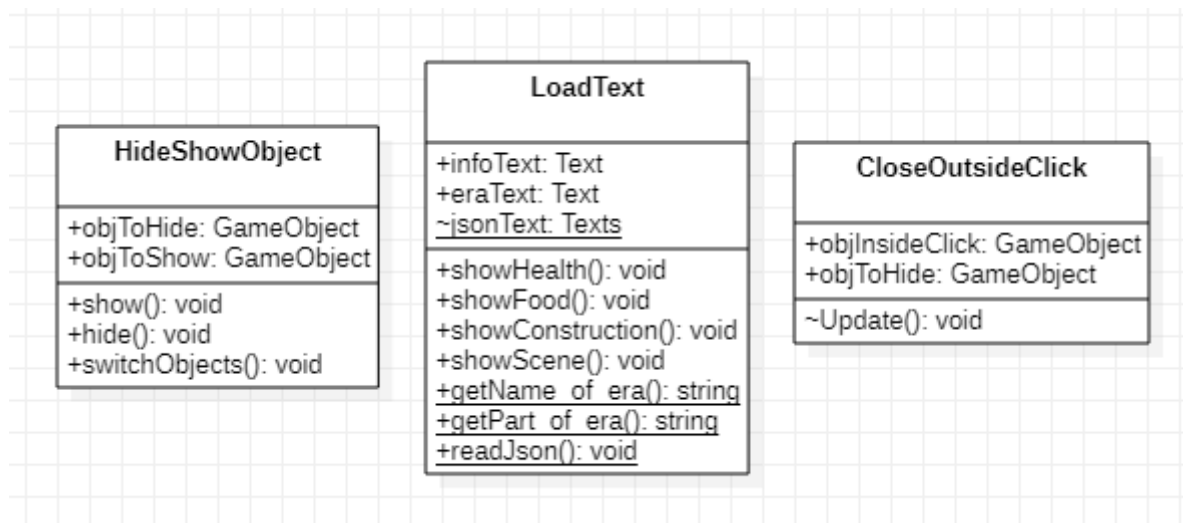 HideShowObject
+objToHide: GameObject
+objToShow: GameObject
+show(): void
+hide(): void
+switchObjects(): void
LoadText
+infoText: Text
+eraText: Text
~jsonText: Texts
+showHealth(): void
+showFood(): void
+showConstruction(): void
+showScene(): void
+getName_of_era(): string
+getPart_of_era(): string
+readJson(): void
CloseOutsideClick
+objInsideClick: GameObject
+objToHide: GameObject
~Update(): void